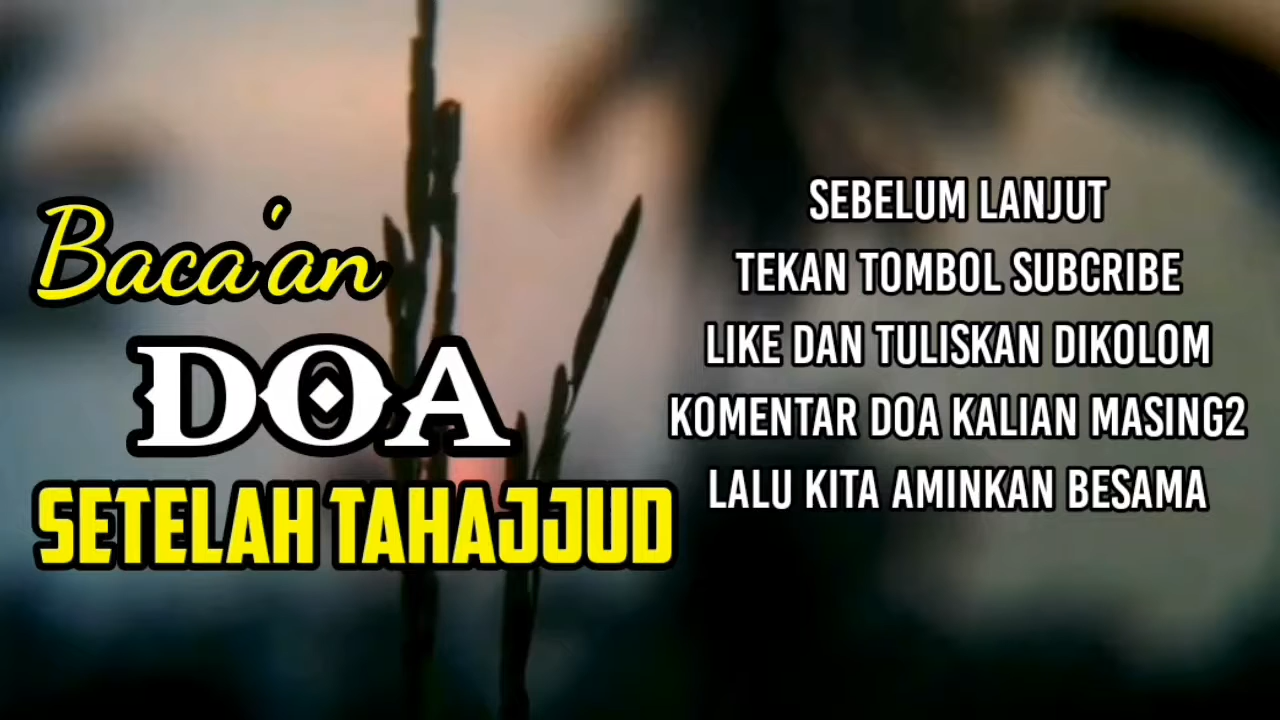 Baca'an
DOA
SETELAH TAHAJJUD
SEBELUM LANJUT
TEKAN TOMBOL SUBCRIBE
LIKE DAN TULISKAN DIKOLOM
KOMENTAR DOA KALIAN MASING2
LALU KITA AMINKAN BESAMA